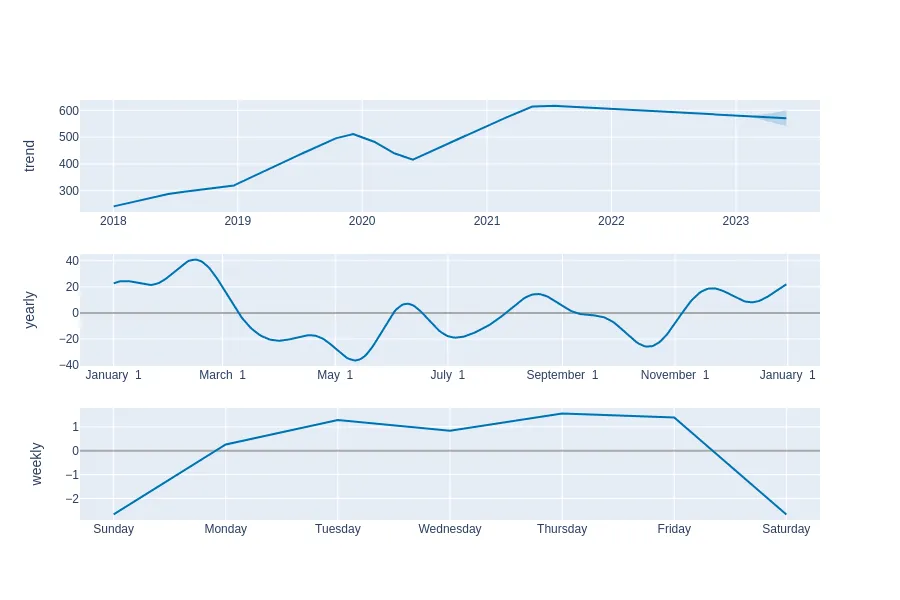 trend
600
500
400
300
2018 2019 2020 2021 2022 2023
yearly
40
20
0
−20
−40
January 1 March 1 May 1 July 1 September 1 November 1 January 1
weekly
1
0
−1
−2
Sunday Monday Tuesday Wednesday Thursday Friday Saturday